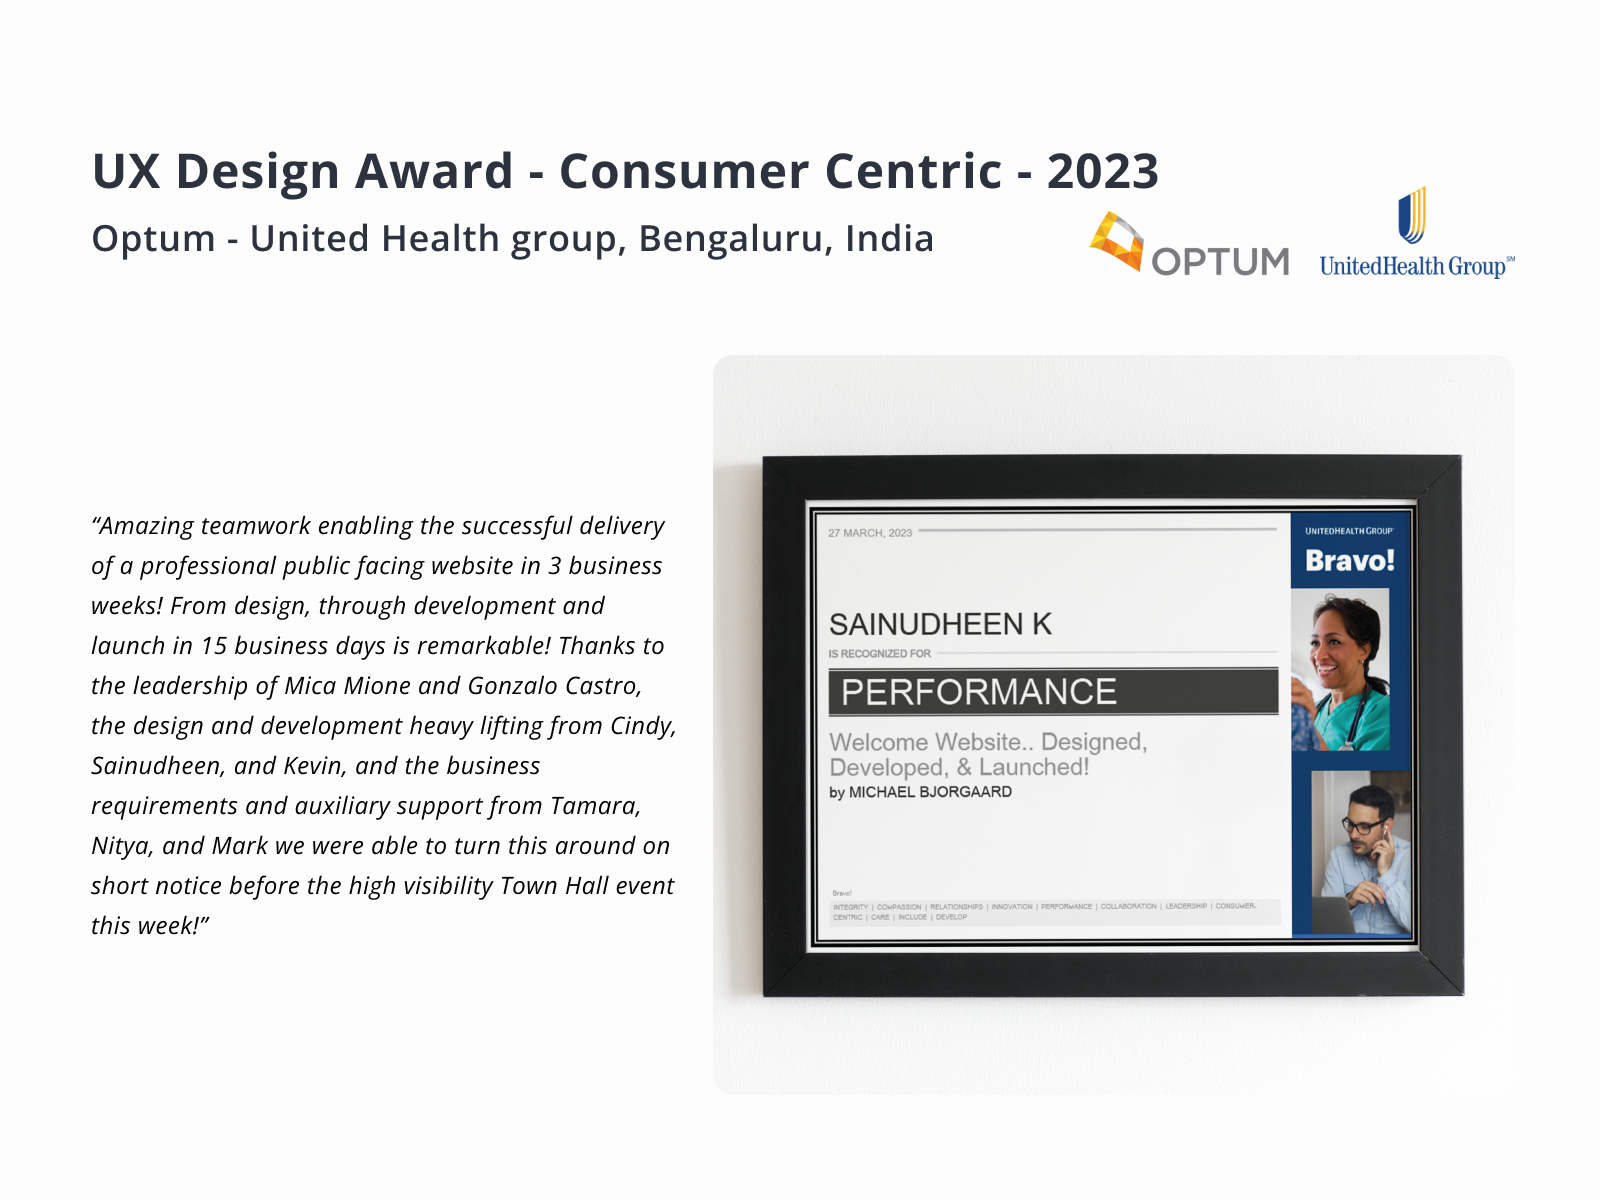 UX Design Award - Consumer Centric - 2023
Optum - United Health group, Bengaluru, India
OPTUM
UnitedHealth Group℠
“Amazing teamwork enabling the successful delivery
of a professional public facing website in 3 business
weeks! From design, through development and
launch in 15 business days is remarkable! Thanks to
the leadership of Mica Mione and Gonzalo Castro,
the design and development heavy lifting from Cindy,
Sainudheen, and Kevin, and the business
requirements and auxiliary support from Tamara,
Nitya, and Mark we were able to turn this around on
short notice before the high visibility Town Hall event
this week!”
27 MARCH, 2023
SAINUDHEEN K
IS RECOGNIZED FOR
PERFORMANCE
Welcome Website.. Designed,
Developed, & Launched!
by MICHAEL BJORGAARD
Bravo!
INTEGRITY | COMPASSION | RELATIONSHIPS | INNOVATION | PERFORMANCE | COLLABORATION | LEADERSHIP | CONSUMER-
CENTRIC | CARE | INCLUDE | DEVELOP
UNITEDHEALTH GROUP
Bravo!